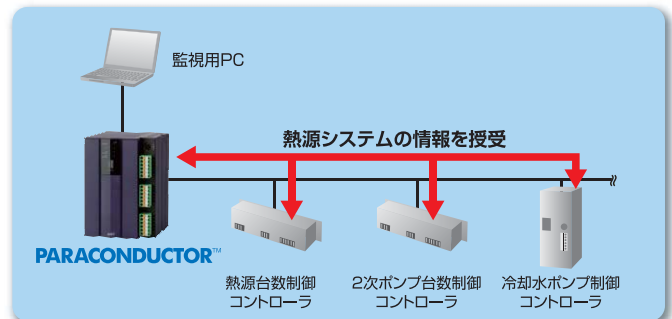 監視用PC
熱源システムの情報を授受
PARACONDUCTOR™
熱源台数制御
コントローラ
2次ポンプ台数制御
コントローラ
冷却水ポンプ制御
コントローラ